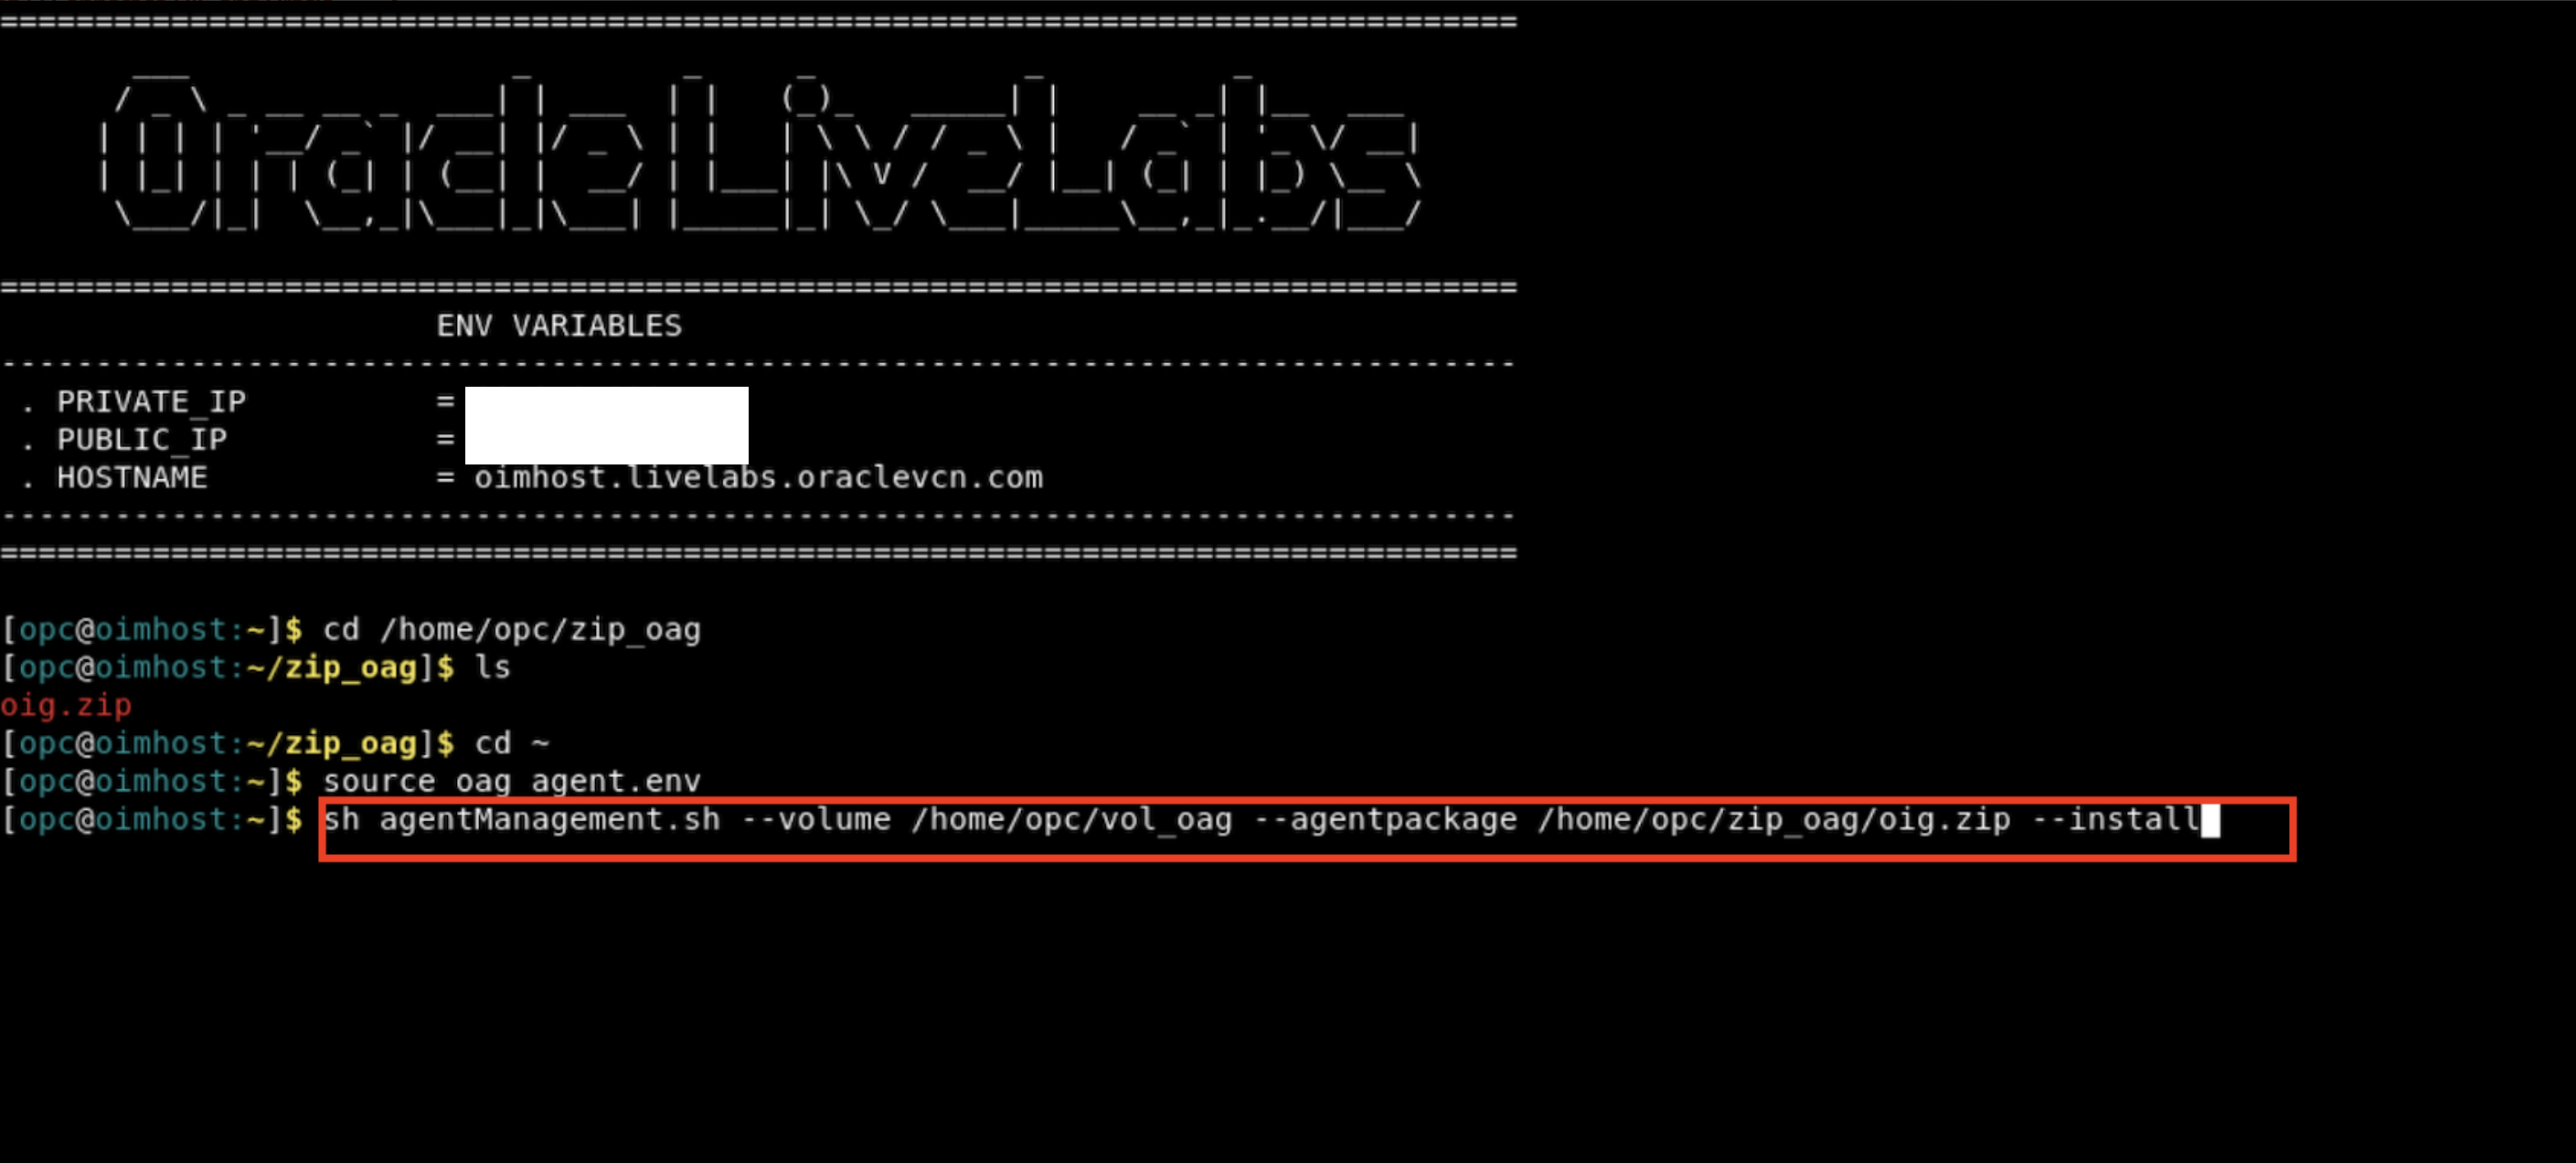 ================================================================================
Oracle LiveLabs
================================================================================
ENV VARIABLES
--------------------------------------------------------------------------------
. PRIVATE_IP =
. PUBLIC_IP =
. HOSTNAME = oimhost.livelabs.oraclevcn.com
--------------------------------------------------------------------------------
================================================================================
[opc@oimhost:~]$ cd /home/opc/zip_oag
[opc@oimhost:~/zip_oag]$ ls
oig.zip
[opc@oimhost:~/zip_oag]$ cd ~
[opc@oimhost:~]$ source oag agent.env
[opc@oimhost:~]$ sh agentManagement.sh --volume /home/opc/vol_oag --agentpackage /home/opc/zip_oag/oig.zip --install